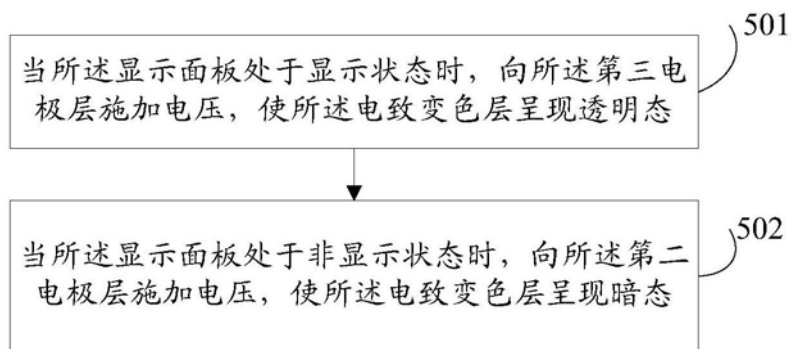 501
当所述显示面板处于显示状态时，向所述第三电
极层施加电压，使所述电致变色层呈现透明态
502
当所述显示面板处于非显示状态时，向所述第二
电极层施加电压，使所述电致变色层呈现暗态